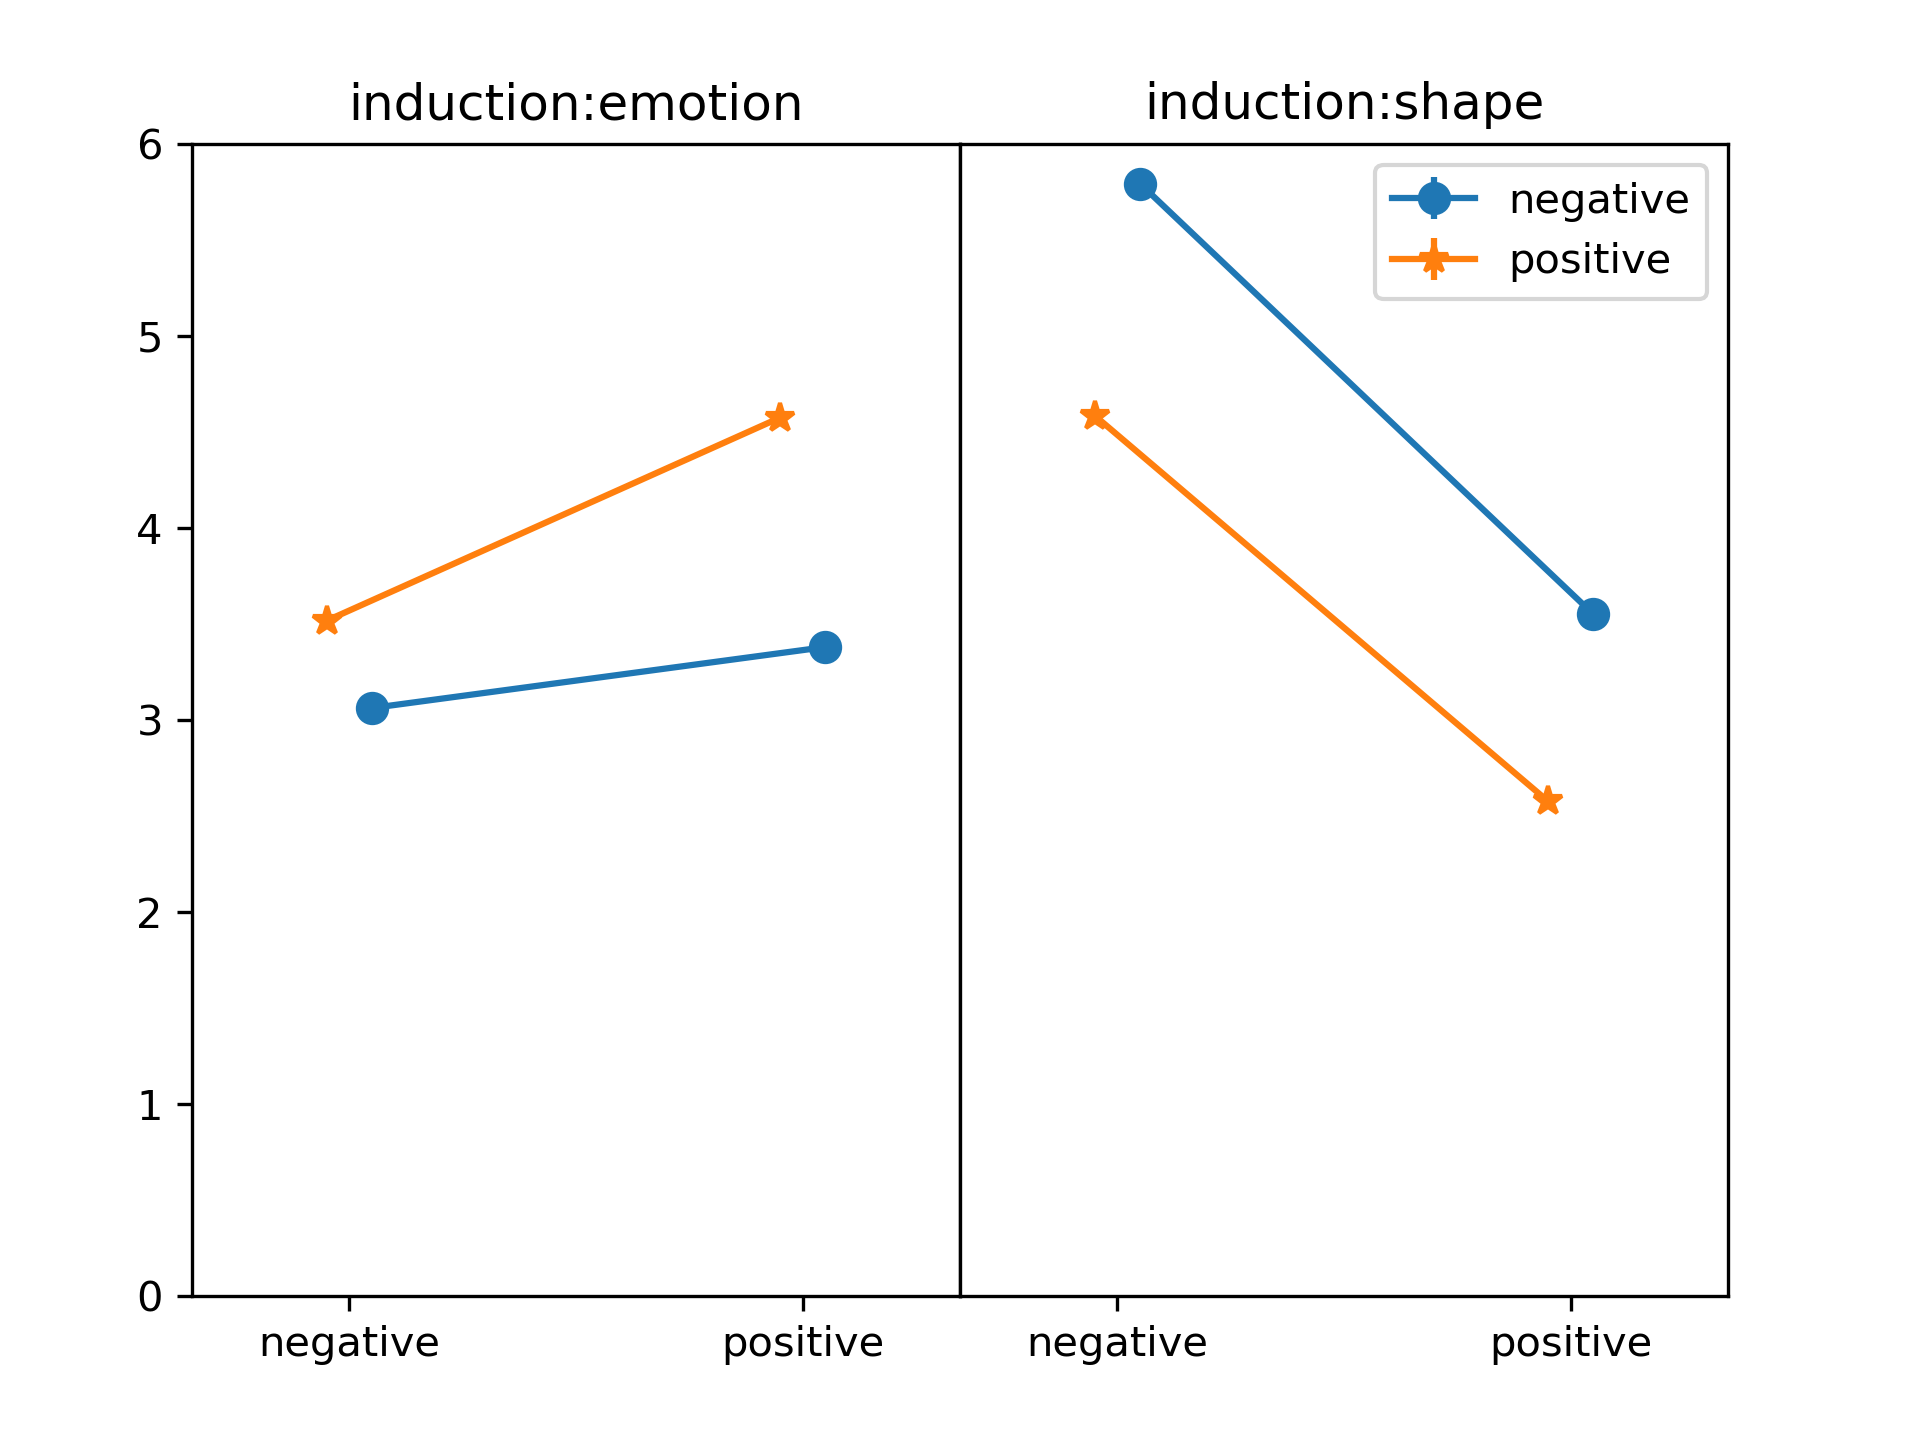 induction:emotion
induction:shape
6
5
4
3
2
1
0
negative
positive
negative
positive
negative
positive